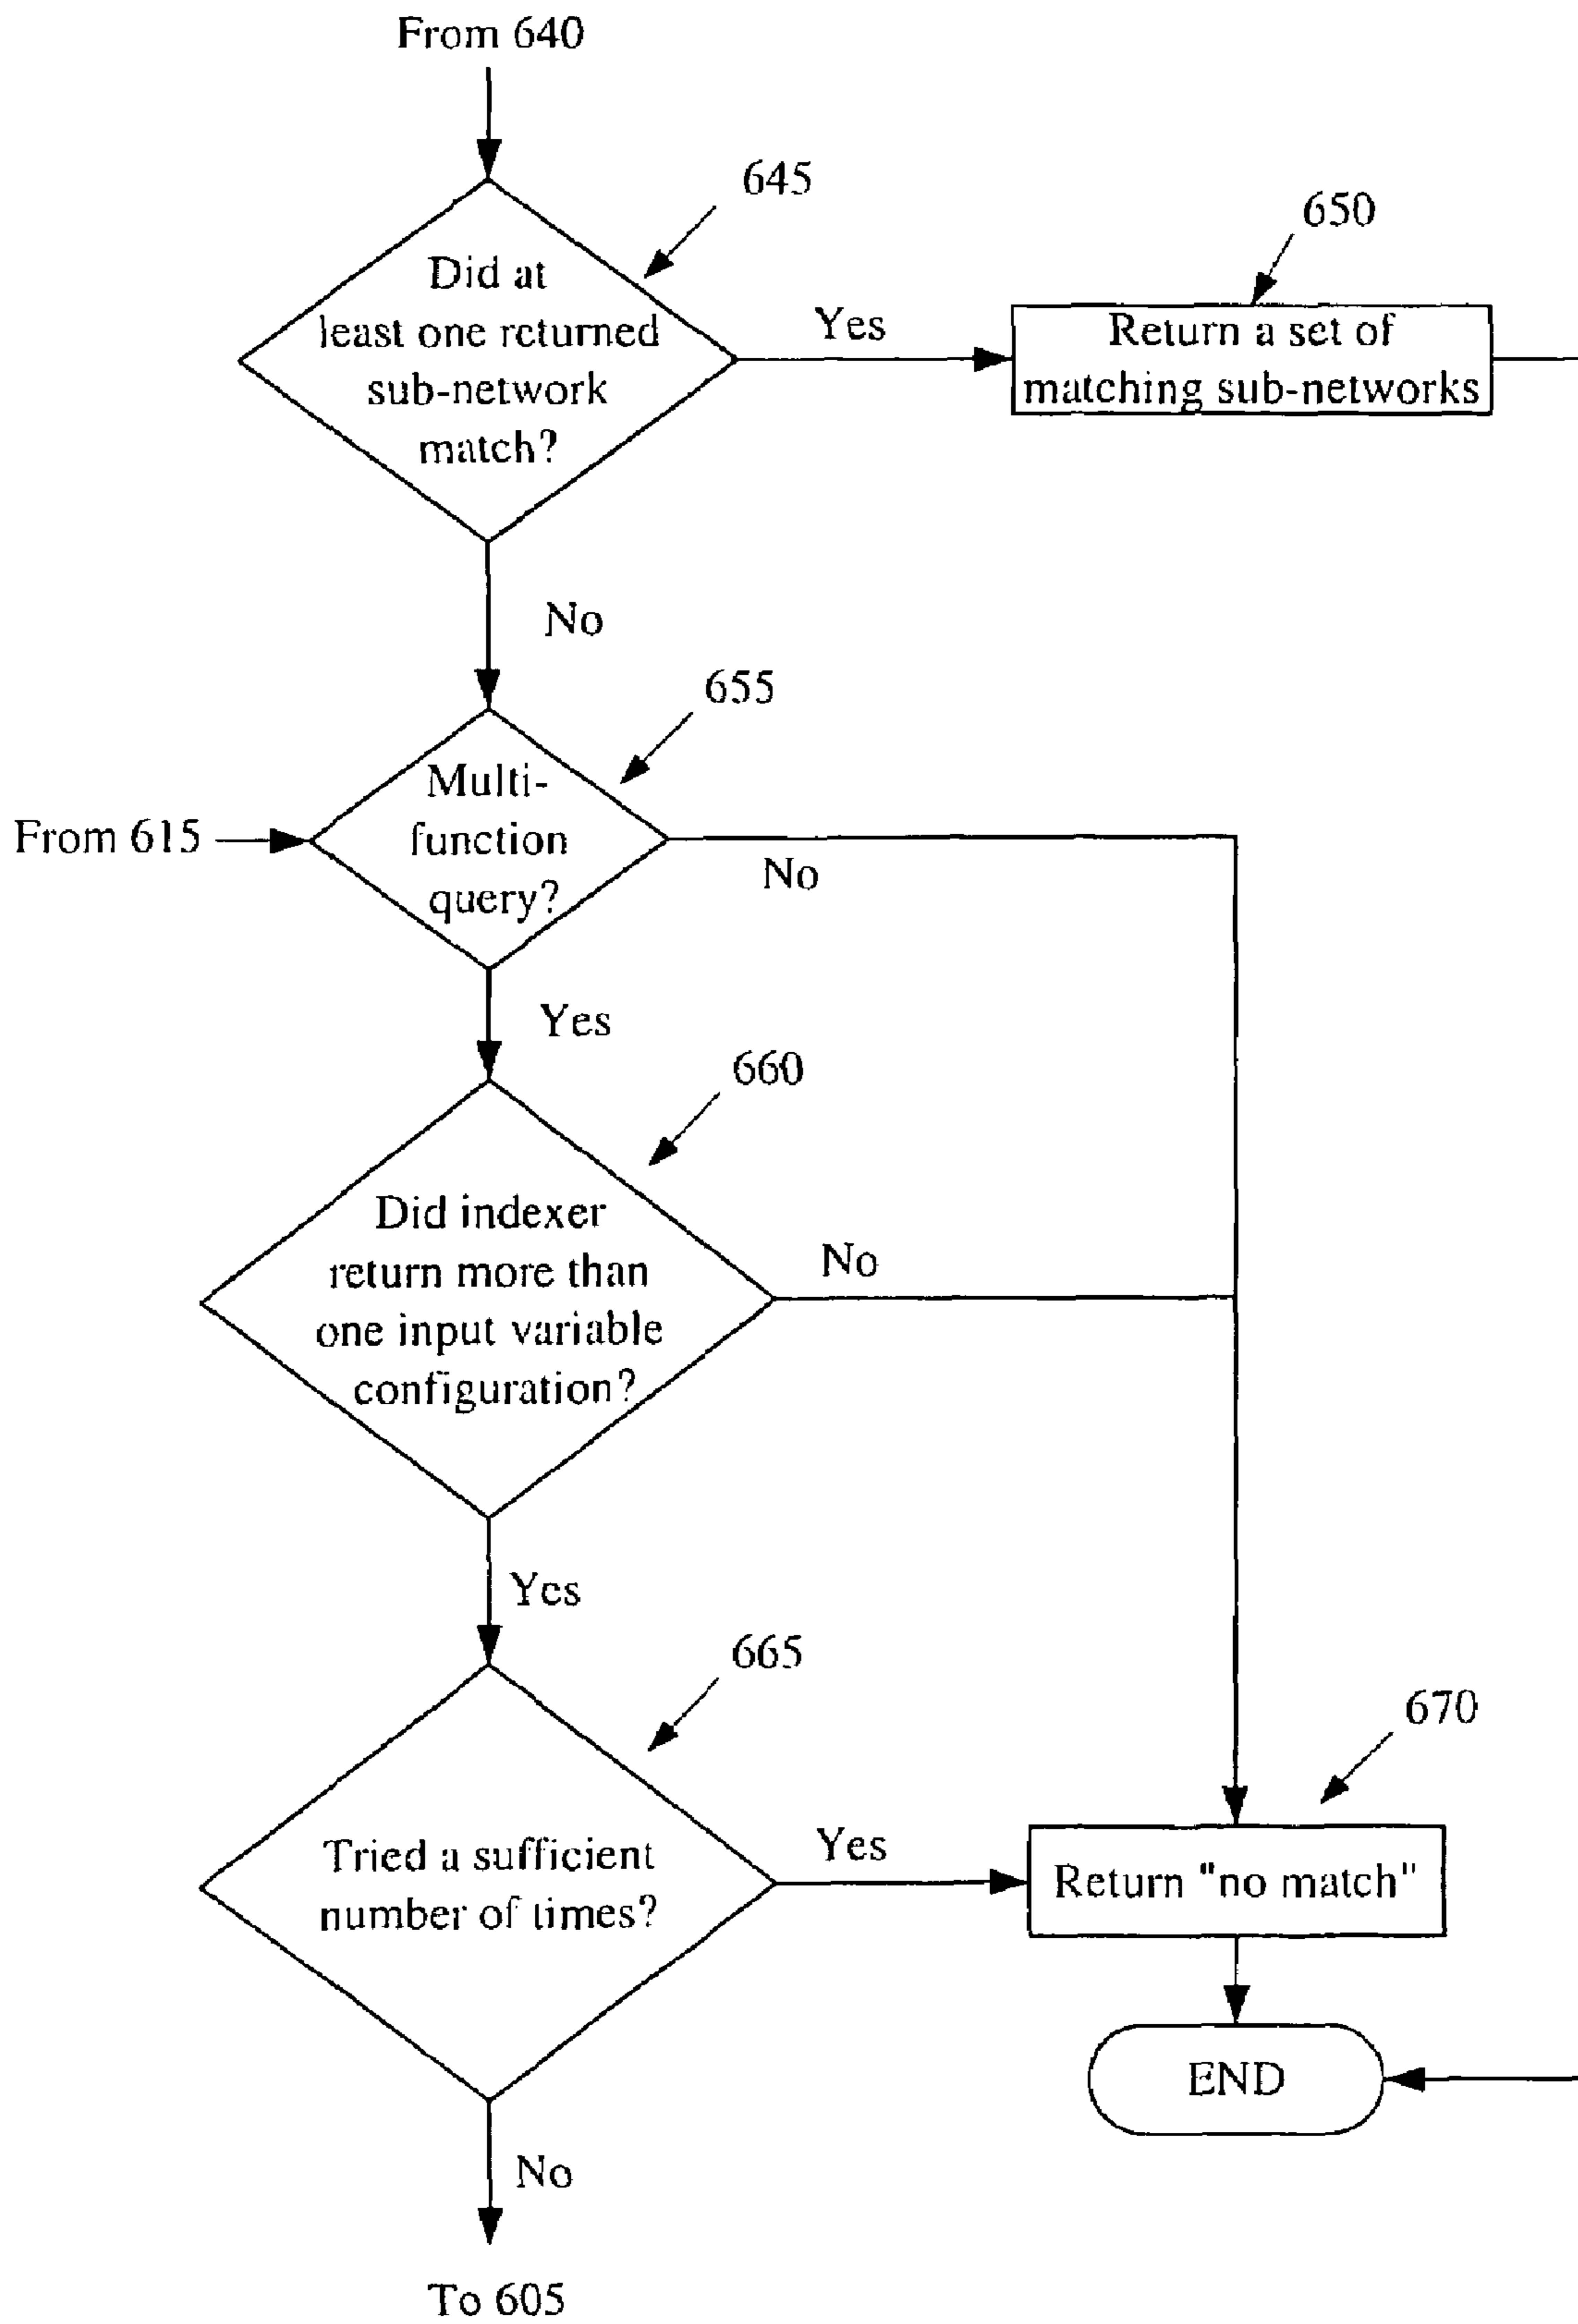 From 640
645
Did at
least one returned
sub-network
match?
Yes
650
Return a set of
matching sub-networks
No
655
From 615
Multi-
function
query?
No
Yes
660
Did indexer
return more than
one input variable
configuration?
No
Yes
665
Tried a sufficient
number of times?
Yes
670
Return "no match"
END
No
To 605